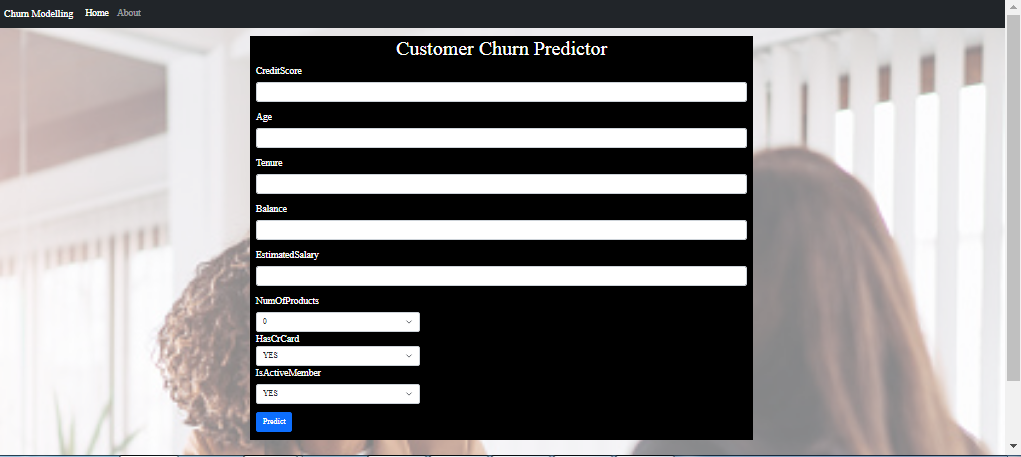 Churn Modelling Home About
Customer Churn Predictor
CreditScore
Age
Tenure
Balance
EstimatedSalary
NumOfProducts
0
HasCrCard
YES
IsActiveMember
YES
Predict